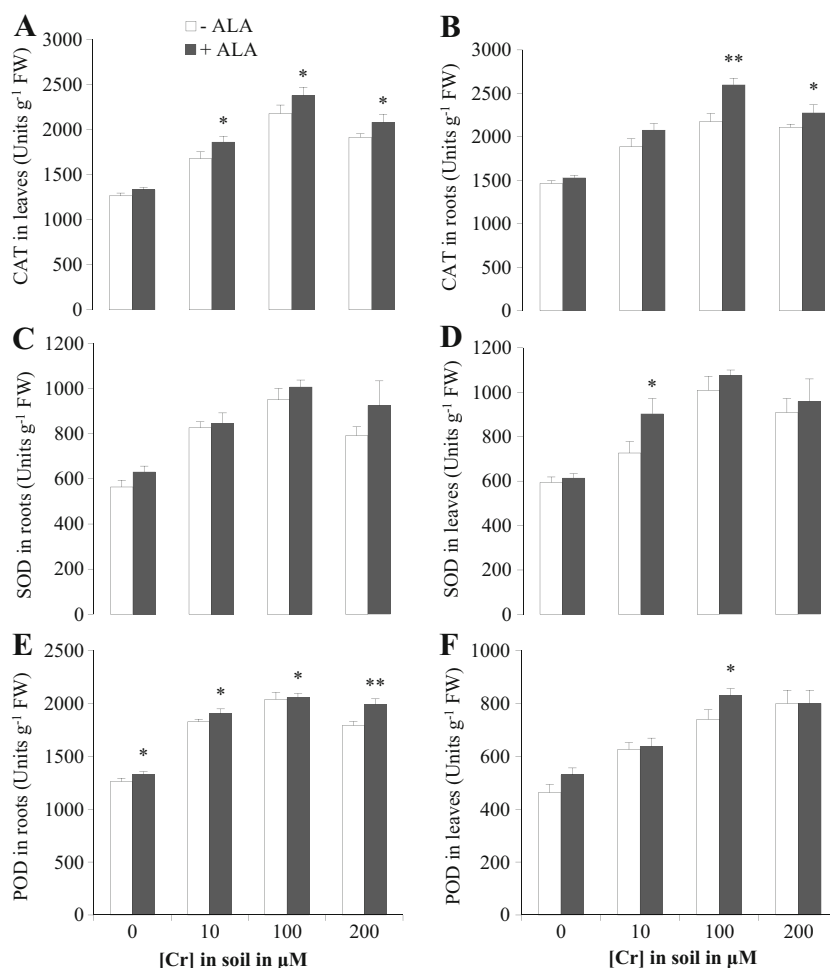 A
- ALA
+ ALA
CAT in leaves (Units g⁻¹ FW)
3000
2500
2000
1500
1000
500
0
*
*
*
B
CAT in roots (Units g⁻¹ FW)
3000
2500
2000
1500
1000
500
0
**
*
C
SOD in roots (Units g⁻¹ FW)
1200
1000
800
600
400
200
0
D
SOD in leaves (Units g⁻¹ FW)
1200
1000
800
600
400
200
0
*
E
POD in roots (Units g⁻¹ FW)
2500
2000
1500
1000
500
0
*
*
*
**
0 10 100 200
[Cr] in soil in µM
F
POD in leaves (Units g⁻¹ FW)
800
600
400
200
0
*
0 10 100 200
[Cr] in soil in µM